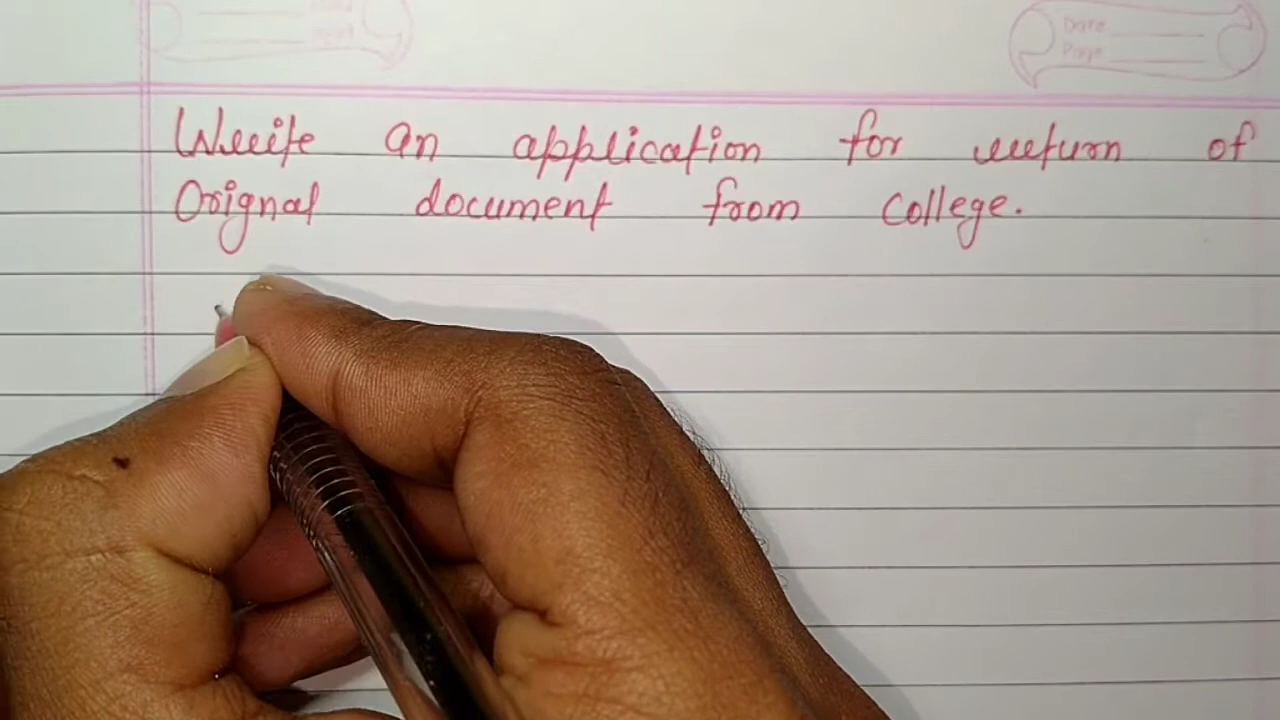 Date
Page
Write an application for return of
Orignal document from college.